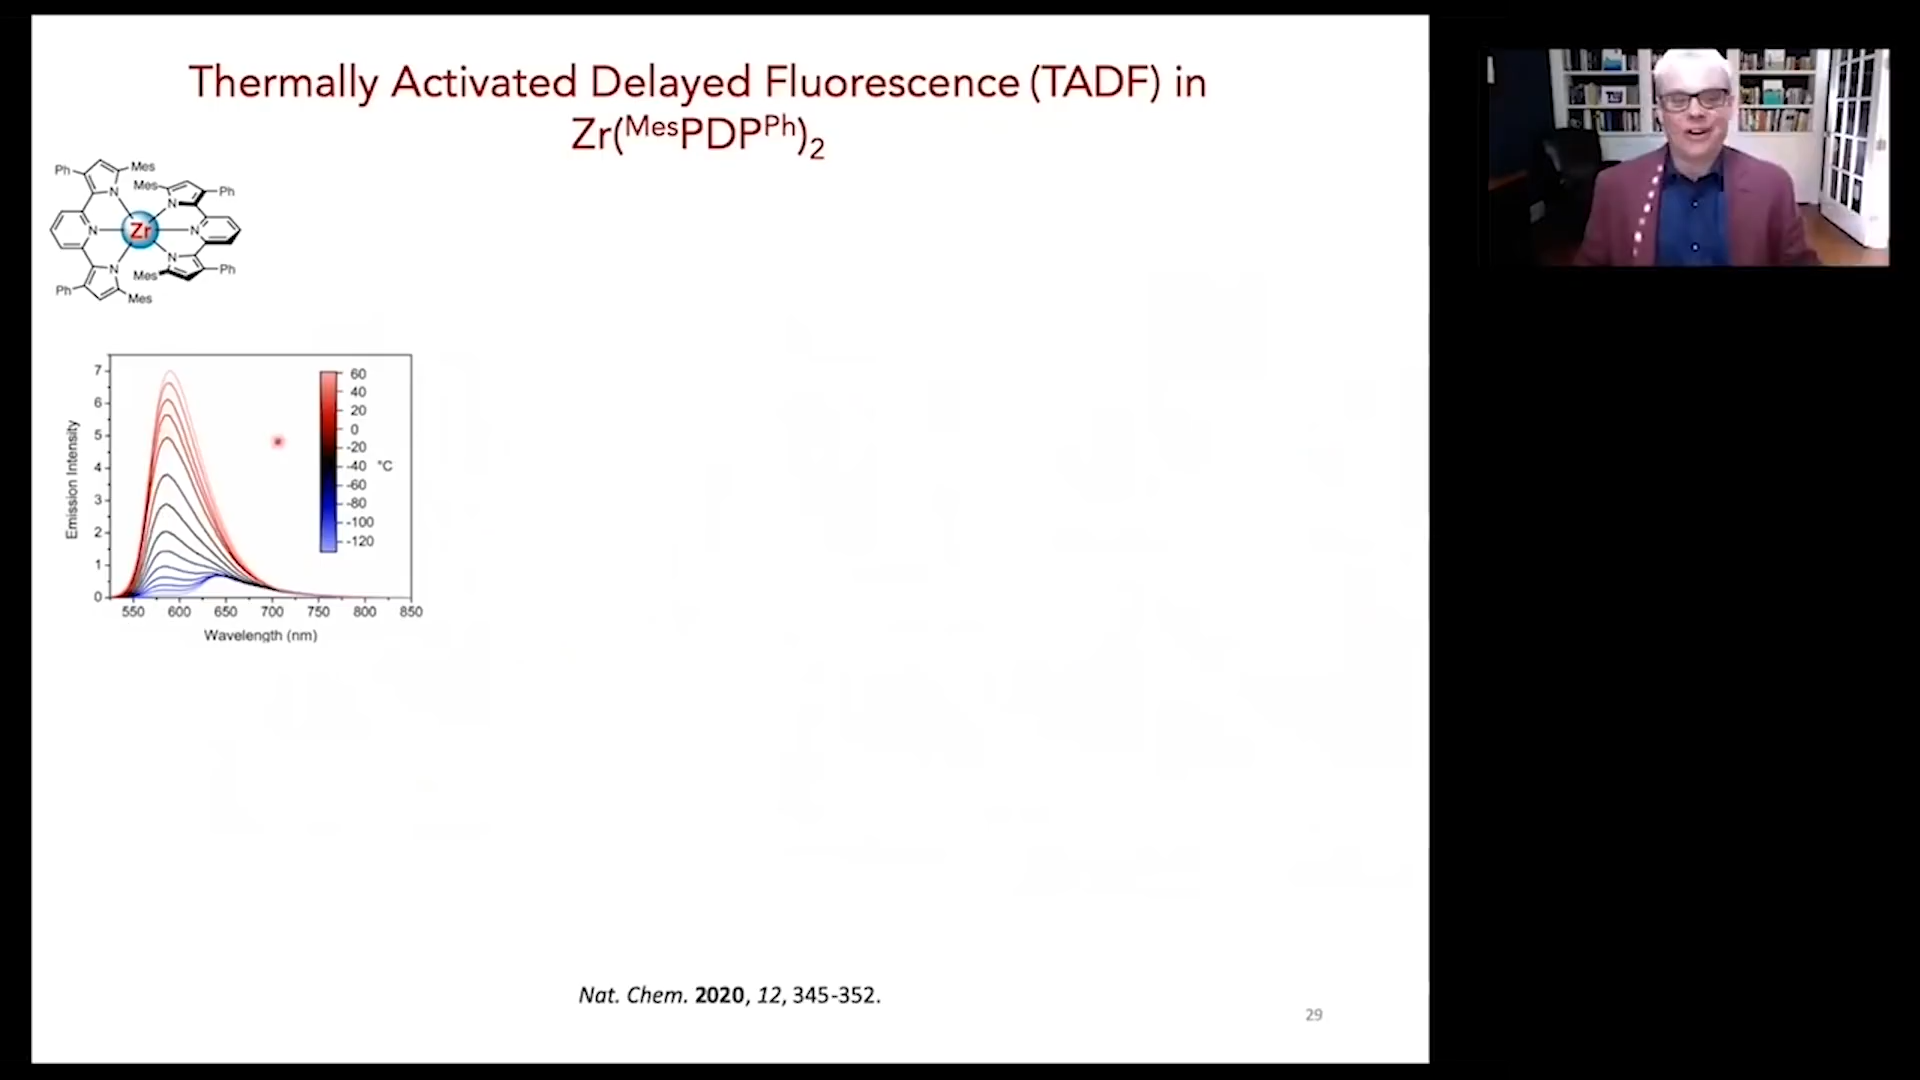 Thermally Activated Delayed Fluorescence (TADF) in
Zr(MesPDPPh)2
Ph
Mes
N
Mes
N
Ph
N
Zr
N
N
N
Mes
Ph
Ph
Mes
7
6
5
4
3
2
1
0
Emission Intensity
60
40
20
0
-20
-40
°C
-60
-80
-100
-120
550 600 650 700 750 800 850
Wavelength (nm)
Nat. Chem. 2020, 12, 345-352.
29